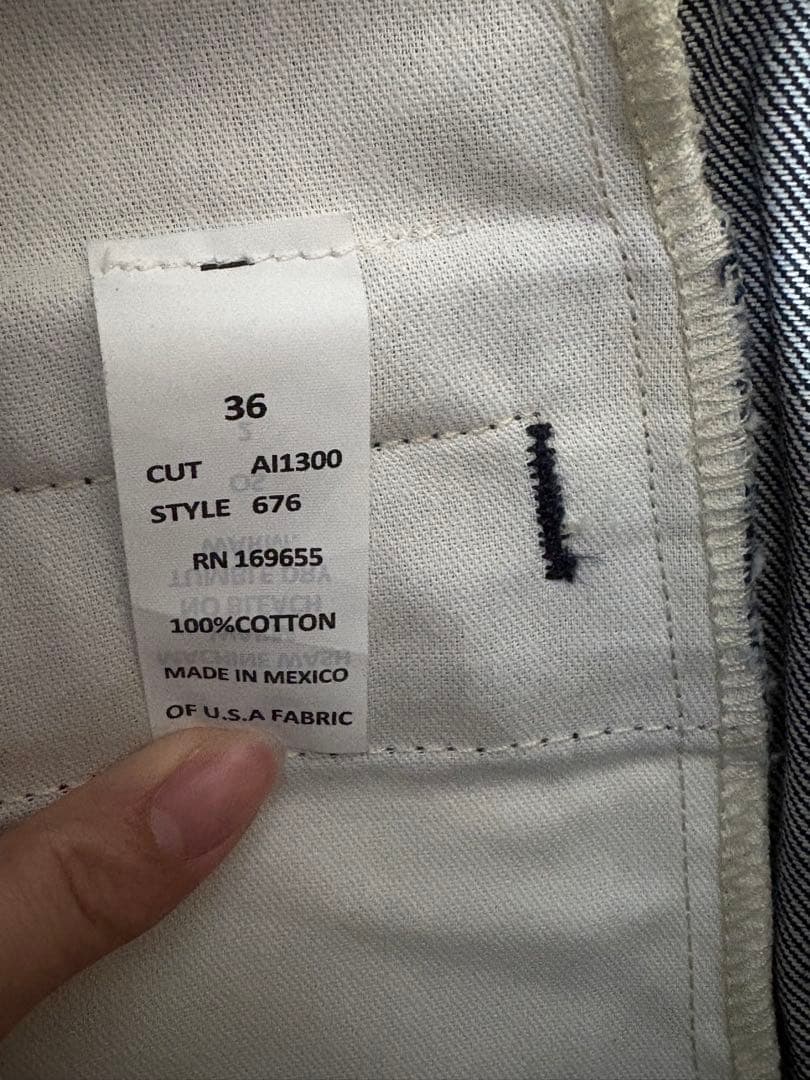 36
CUT AI1300
STYLE 676
RN 169655
100%COTTON
MADE IN MEXICO
OF U.S.A FABRIC